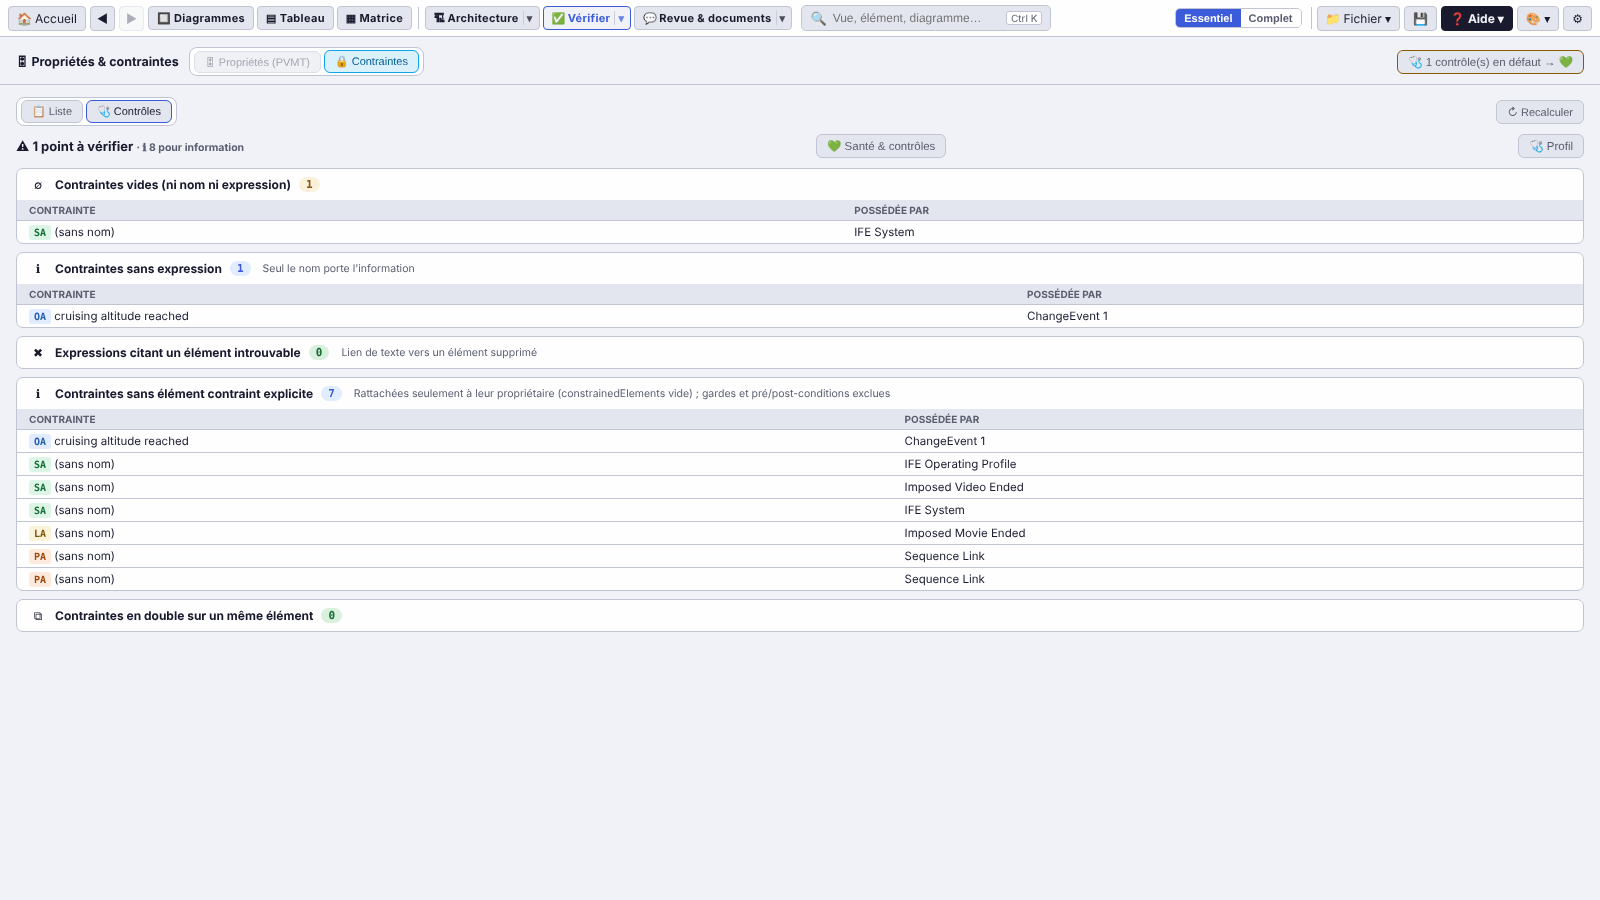 🏠 Accueil ◀ ▶ 🔲 Diagrammes ▤ Tableau ▦ Matrice 🏗 Architecture ▾ ✅ Vérifier ▾ 💬 Revue & documents ▾ 🔍 Vue, élément, diagramme… Ctrl K Essentiel Complet 📁 Fichier ▾ 💾 ❓ Aide ▾ 🎨 ▾ ⚙
🎛 Propriétés & contraintes 🎛 Propriétés (PVMT) 🔒 Contraintes 🩺 1 contrôle(s) en défaut → 💚
📋 Liste 🩺 Contrôles ↻ Recalculer
⚠ 1 point à vérifier · ℹ 8 pour information 💚 Santé & contrôles 🩺 Profil
∅ Contraintes vides (ni nom ni expression) 1
CONTRAINTE POSSÉDÉE PAR
SA (sans nom) IFE System
ℹ Contraintes sans expression 1 Seul le nom porte l'information
CONTRAINTE POSSÉDÉE PAR
OA cruising altitude reached ChangeEvent 1
✖ Expressions citant un élément introuvable 0 Lien de texte vers un élément supprimé
ℹ Contraintes sans élément contraint explicite 7 Rattachées seulement à leur propriétaire (constrainedElements vide) ; gardes et pré/post-conditions exclues
CONTRAINTE POSSÉDÉE PAR
OA cruising altitude reached ChangeEvent 1
SA (sans nom) IFE Operating Profile
SA (sans nom) Imposed Video Ended
SA (sans nom) IFE System
LA (sans nom) Imposed Movie Ended
PA (sans nom) Sequence Link
PA (sans nom) Sequence Link
⧉ Contraintes en double sur un même élément 0